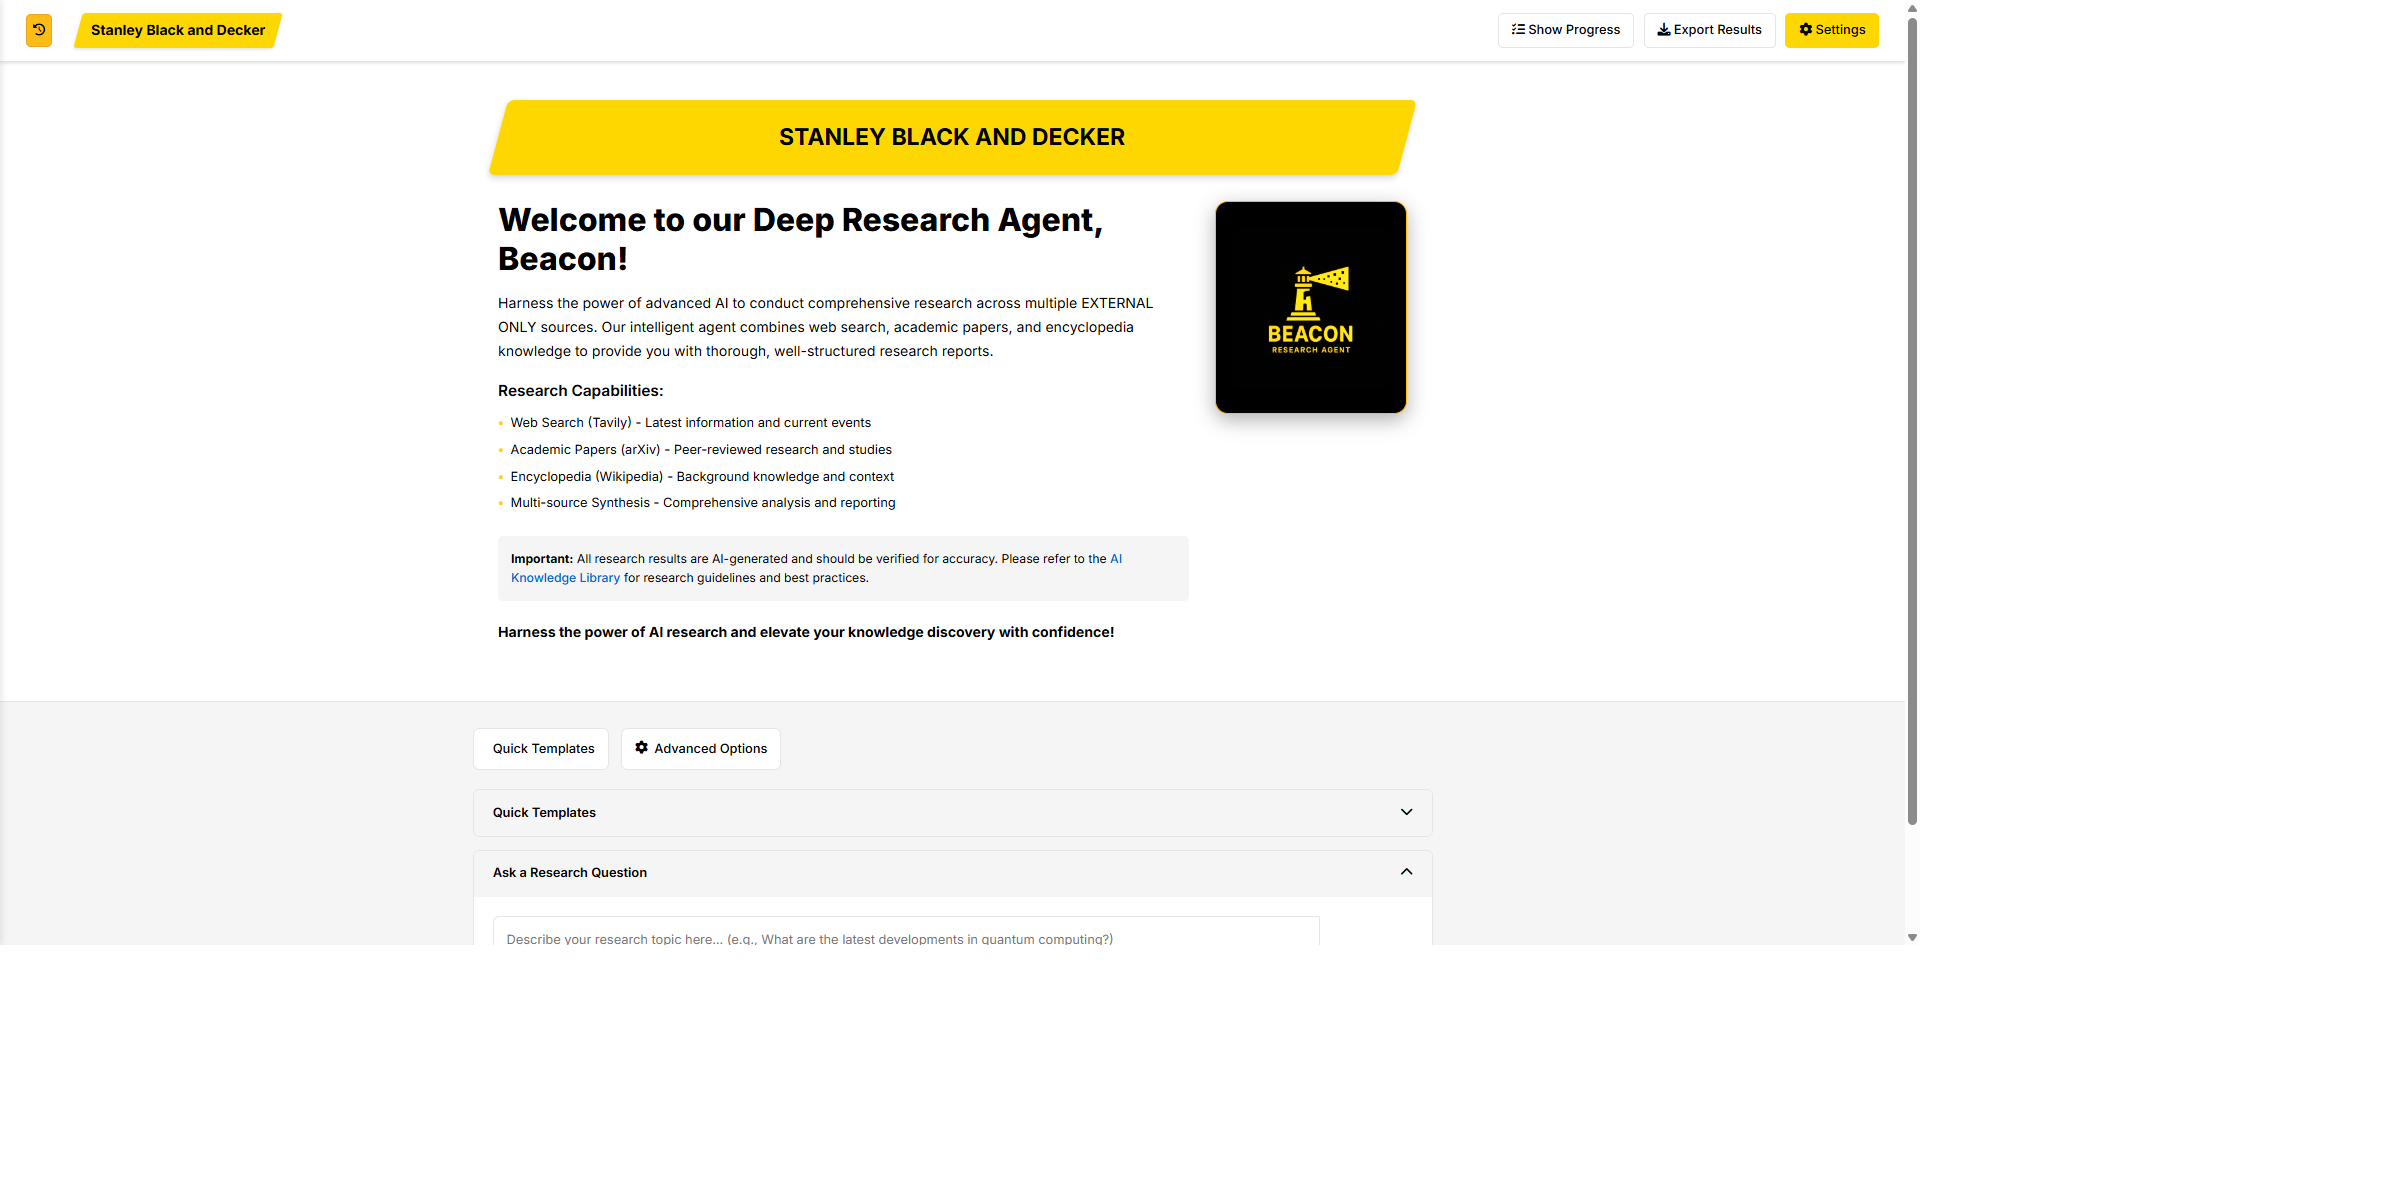 Stanley Black and Decker
Show Progress
Export Results
Settings
STANLEY BLACK AND DECKER
Welcome to our Deep Research Agent,
Beacon!
Harness the power of advanced AI to conduct comprehensive research across multiple EXTERNAL
ONLY sources. Our intelligent agent combines web search, academic papers, and encyclopedia
knowledge to provide you with thorough, well-structured research reports.
BEACON
RESEARCH AGENT
Research Capabilities:
Web Search (Tavily) - Latest information and current events
Academic Papers (arXiv) - Peer-reviewed research and studies
Encyclopedia (Wikipedia) - Background knowledge and context
Multi-source Synthesis - Comprehensive analysis and reporting
Important: All research results are AI-generated and should be verified for accuracy. Please refer to the AI
Knowledge Library for research guidelines and best practices.
Harness the power of AI research and elevate your knowledge discovery with confidence!
Quick Templates
Advanced Options
Quick Templates
Ask a Research Question
Describe your research topic here... (e.g., What are the latest developments in quantum computing?)